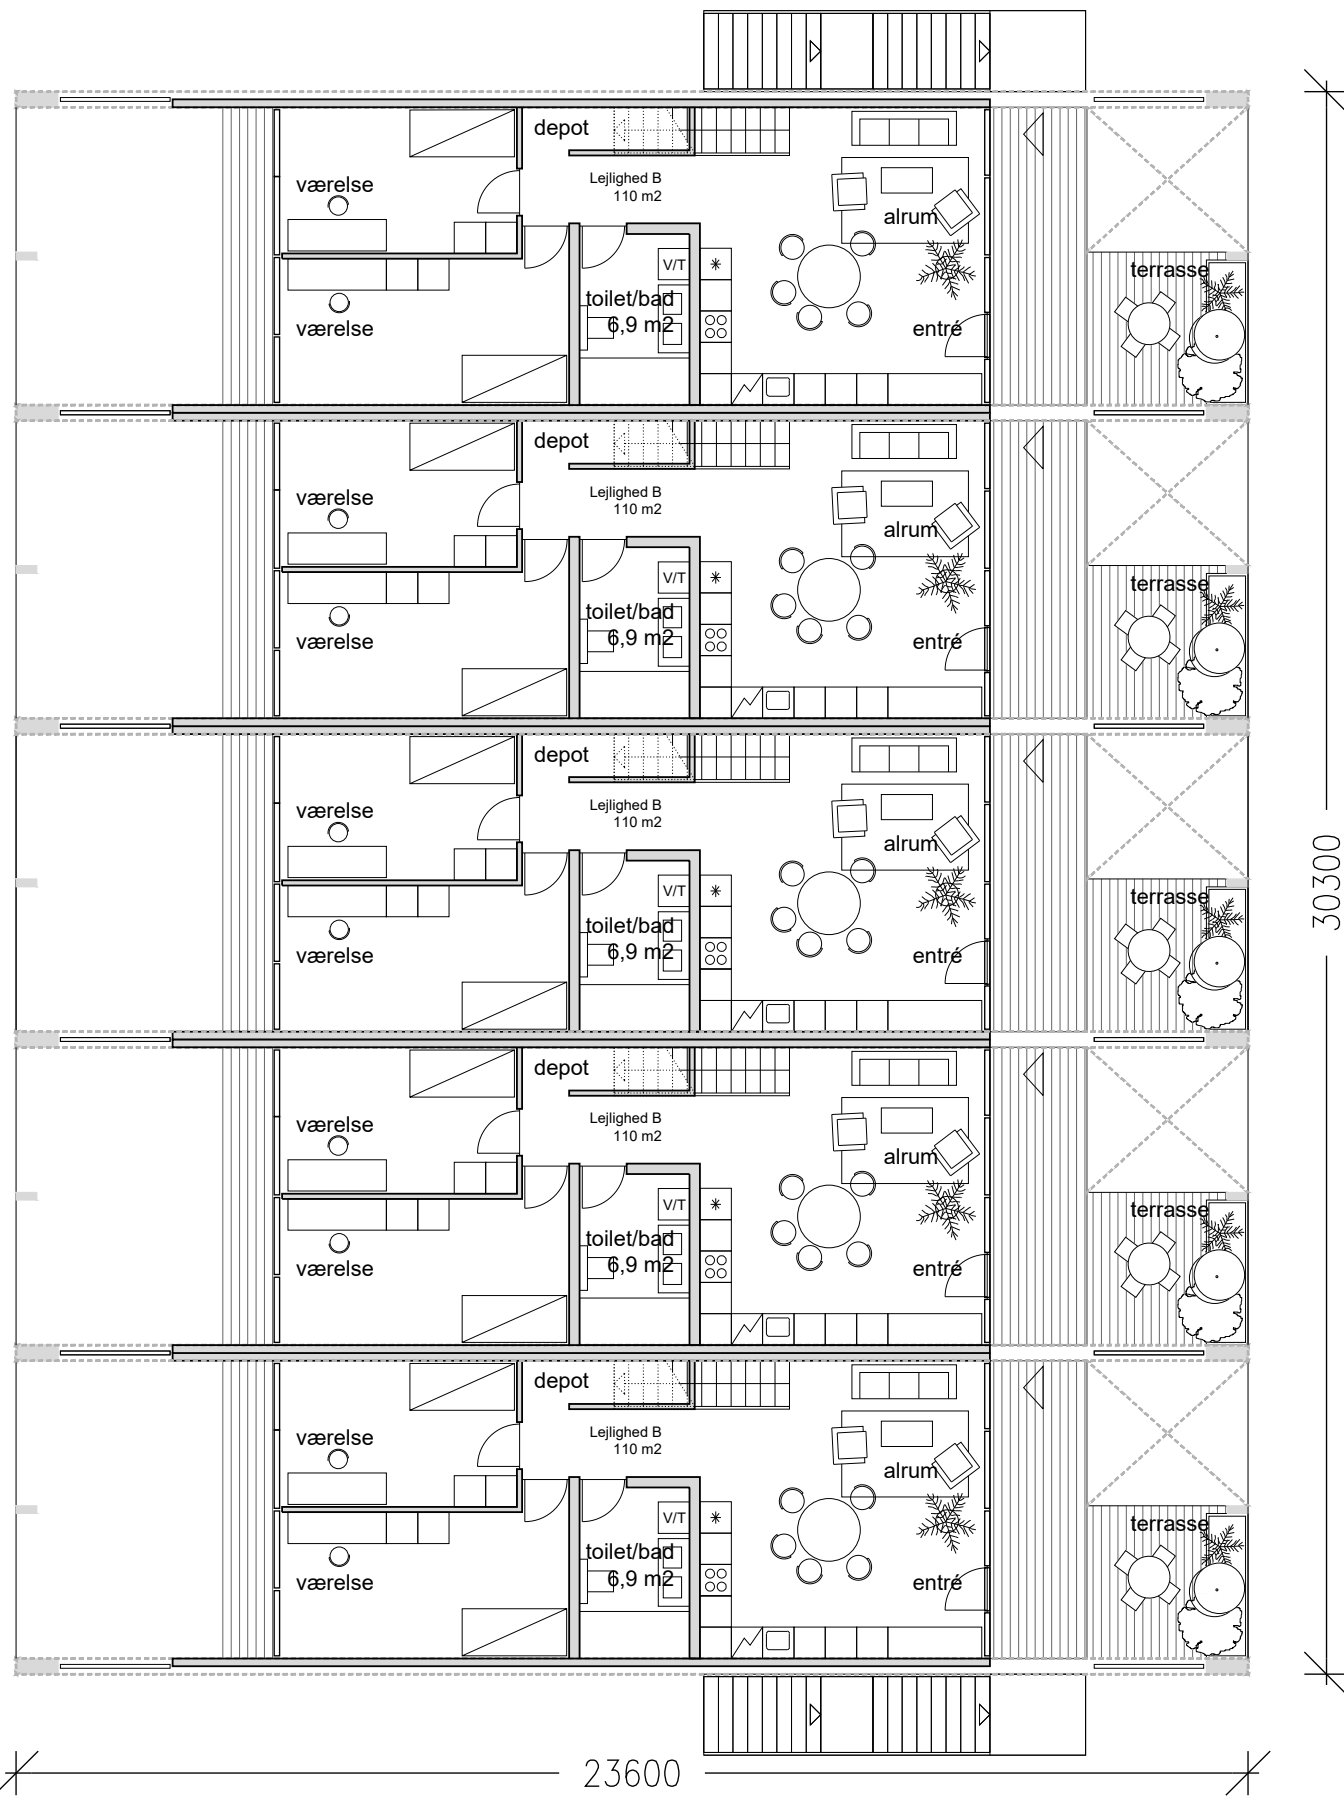 depot
Lejlighed B
110 m2
værelse
alrum
V/T
terrasse
toilet/bad
6,9 m2
værelse
entré
depot
Lejlighed B
110 m2
værelse
alrum
V/T
terrasse
toilet/bad
6,9 m2
værelse
entré
depot
Lejlighed B
110 m2
værelse
alrum
V/T
terrasse
toilet/bad
6,9 m2
værelse
entré
30300
depot
Lejlighed B
110 m2
værelse
alrum
V/T
terrasse
toilet/bad
6,9 m2
værelse
entré
depot
Lejlighed B
110 m2
værelse
alrum
V/T
terrasse
toilet/bad
6,9 m2
værelse
entré
23600